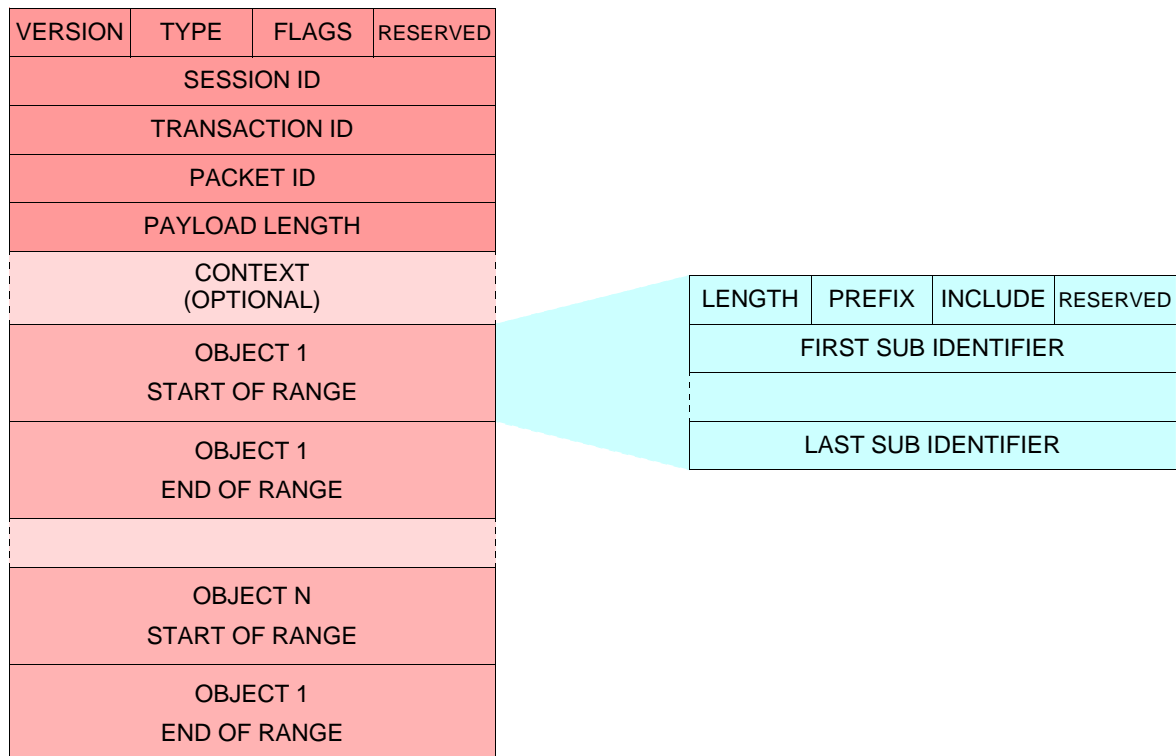 VERSION TYPE FLAGS RESERVED
SESSION ID
TRANSACTION ID
PACKET ID
PAYLOAD LENGTH
CONTEXT
(OPTIONAL)
OBJECT 1
START OF RANGE
OBJECT 1
END OF RANGE
OBJECT N
START OF RANGE
OBJECT 1
END OF RANGE
LENGTH PREFIX INCLUDE RESERVED
FIRST SUB IDENTIFIER
LAST SUB IDENTIFIER